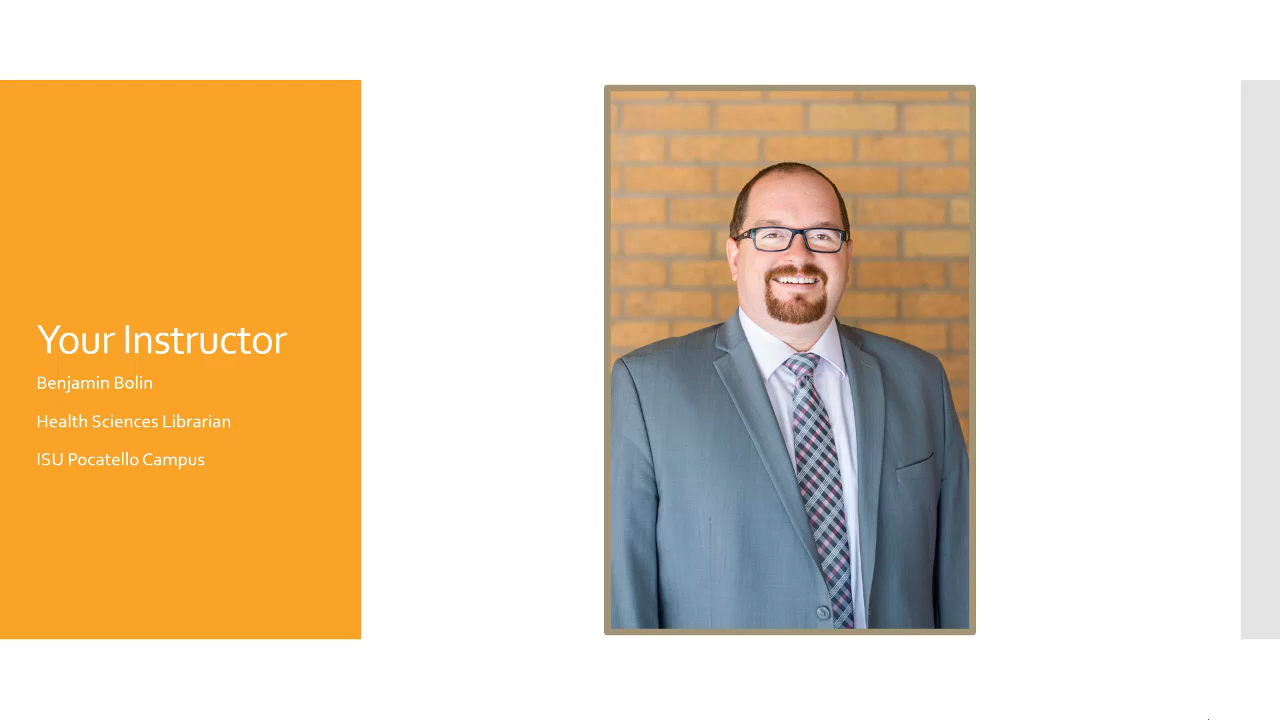 Your Instructor
Benjamin Bolin
Health Sciences Librarian
ISU Pocatello Campus